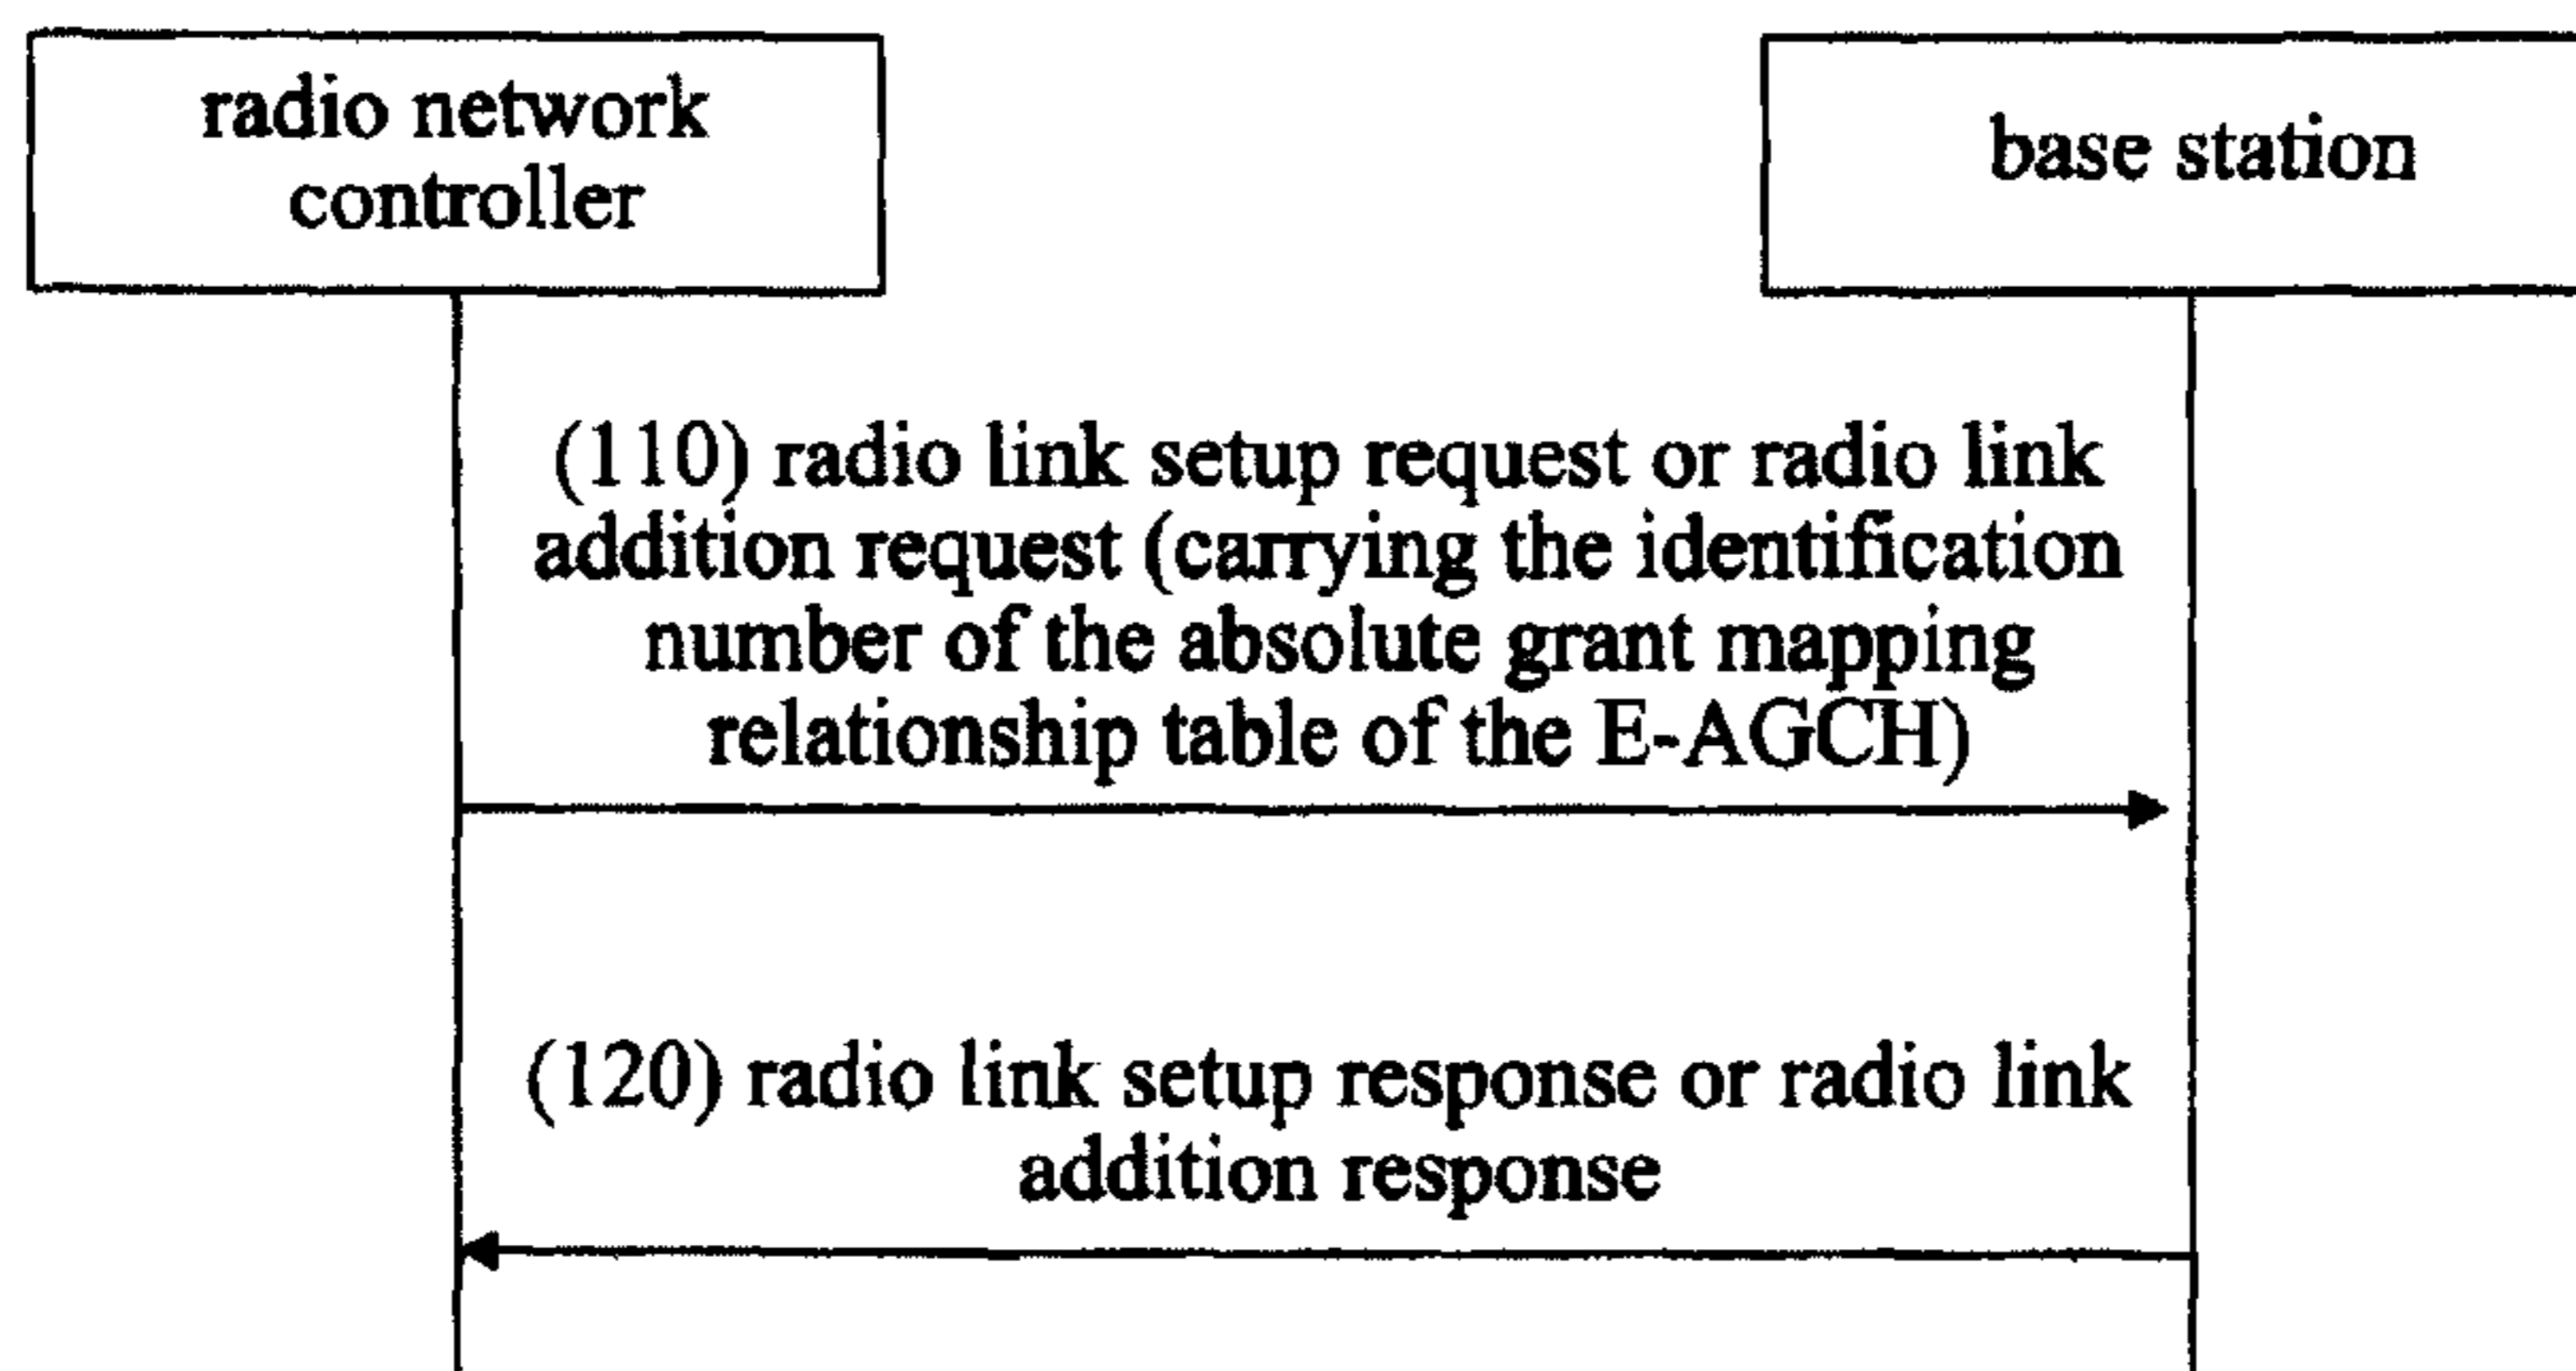 radio network
controller
base station
(110) radio link setup request or radio link
addition request (carrying the identification
number of the absolute grant mapping
relationship table of the E-AGCH)
(120) radio link setup response or radio link
addition response